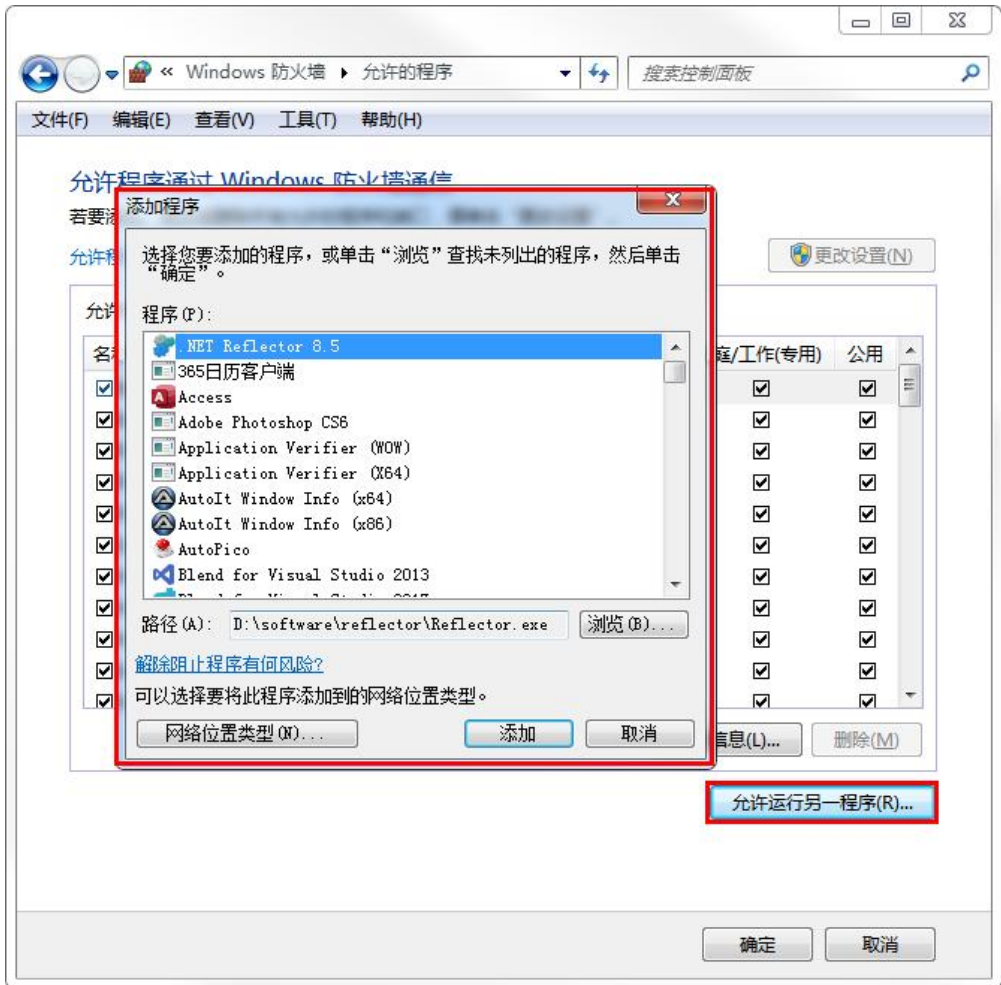 « Windows 防火墙 ▸ 允许的程序
搜索控制面板
文件(F) 编辑(E) 查看(V) 工具(T) 帮助(H)
允许程序通过 Windows 防火墙通信
若要添
允许程
更改设置(N)
允许
名称
庭/工作(专用) 公用
添加程序
选择您要添加的程序，或单击“浏览”查找未列出的程序，然后单击
“确定”。
程序(P):
.NET Reflector 8.5
365日历客户端
Access
Adobe Photoshop CS6
Application Verifier (WOW)
Application Verifier (X64)
AutoIt Window Info (x64)
AutoIt Window Info (x86)
AutoPico
Blend for Visual Studio 2013
路径(A): D:\software\reflector\Reflector.exe 浏览(B)...
解除阻止程序有何风险?
可以选择要将此程序添加到的网络位置类型。
网络位置类型(N)... 添加 取消
信息(L)... 删除(M)
允许运行另一程序(R)...
确定 取消